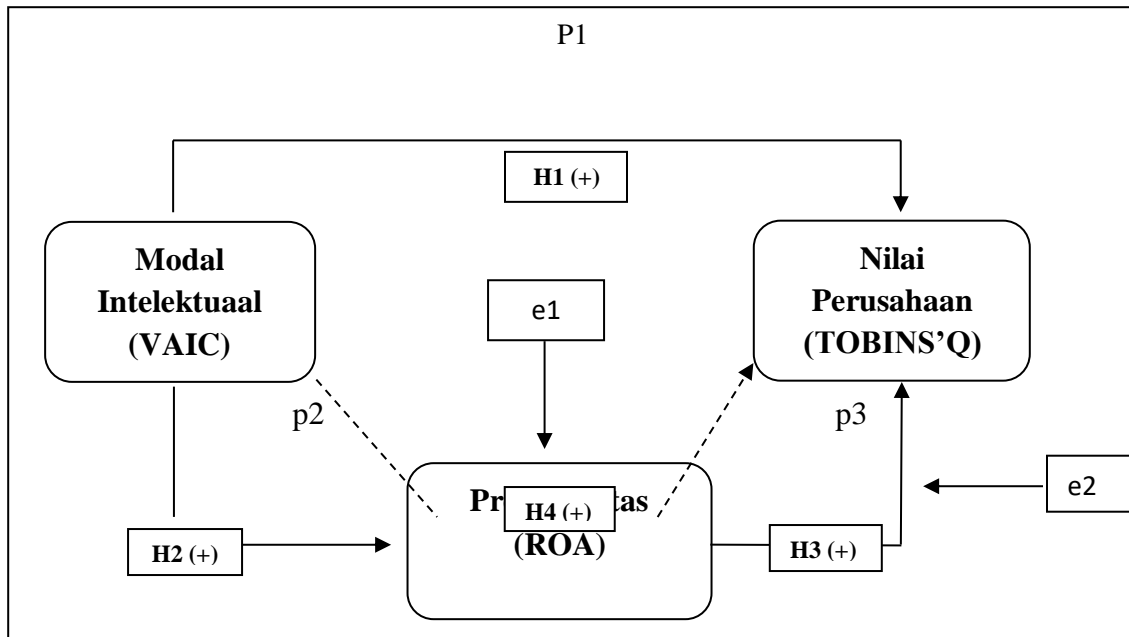 P1
H1 (+)
Modal
Intelektuaal
(VAIC)
Nilai
Perusahaan
(TOBINS’Q)
e1
p2
p3
e2
H4 (+)
(ROA)
H2 (+)
H3 (+)